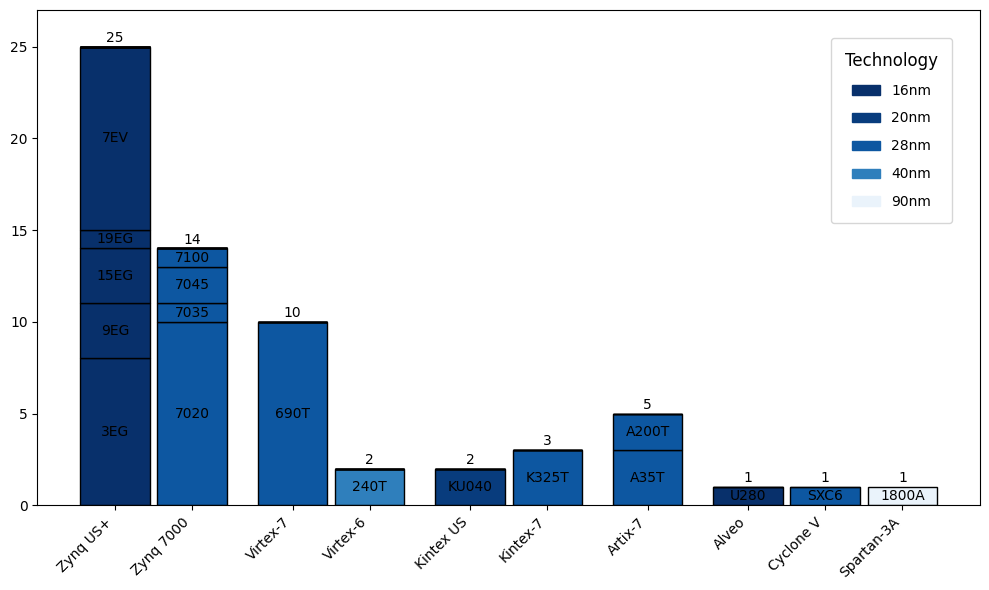 25
20
15
10
5
0
25
7EV
19EG
15EG
9EG
3EG
14
7100
7045
7035
7020
10
690T
2
240T
2
KU040
3
K325T
5
A200T
A35T
1
U280
1
SXC6
1
1800A
Technology
16nm
20nm
28nm
40nm
90nm
Zynq US+
Zynq 7000
Virtex-7
Virtex-6
Kintex US
Kintex-7
Artix-7
Alveo
Cyclone V
Spartan-3A